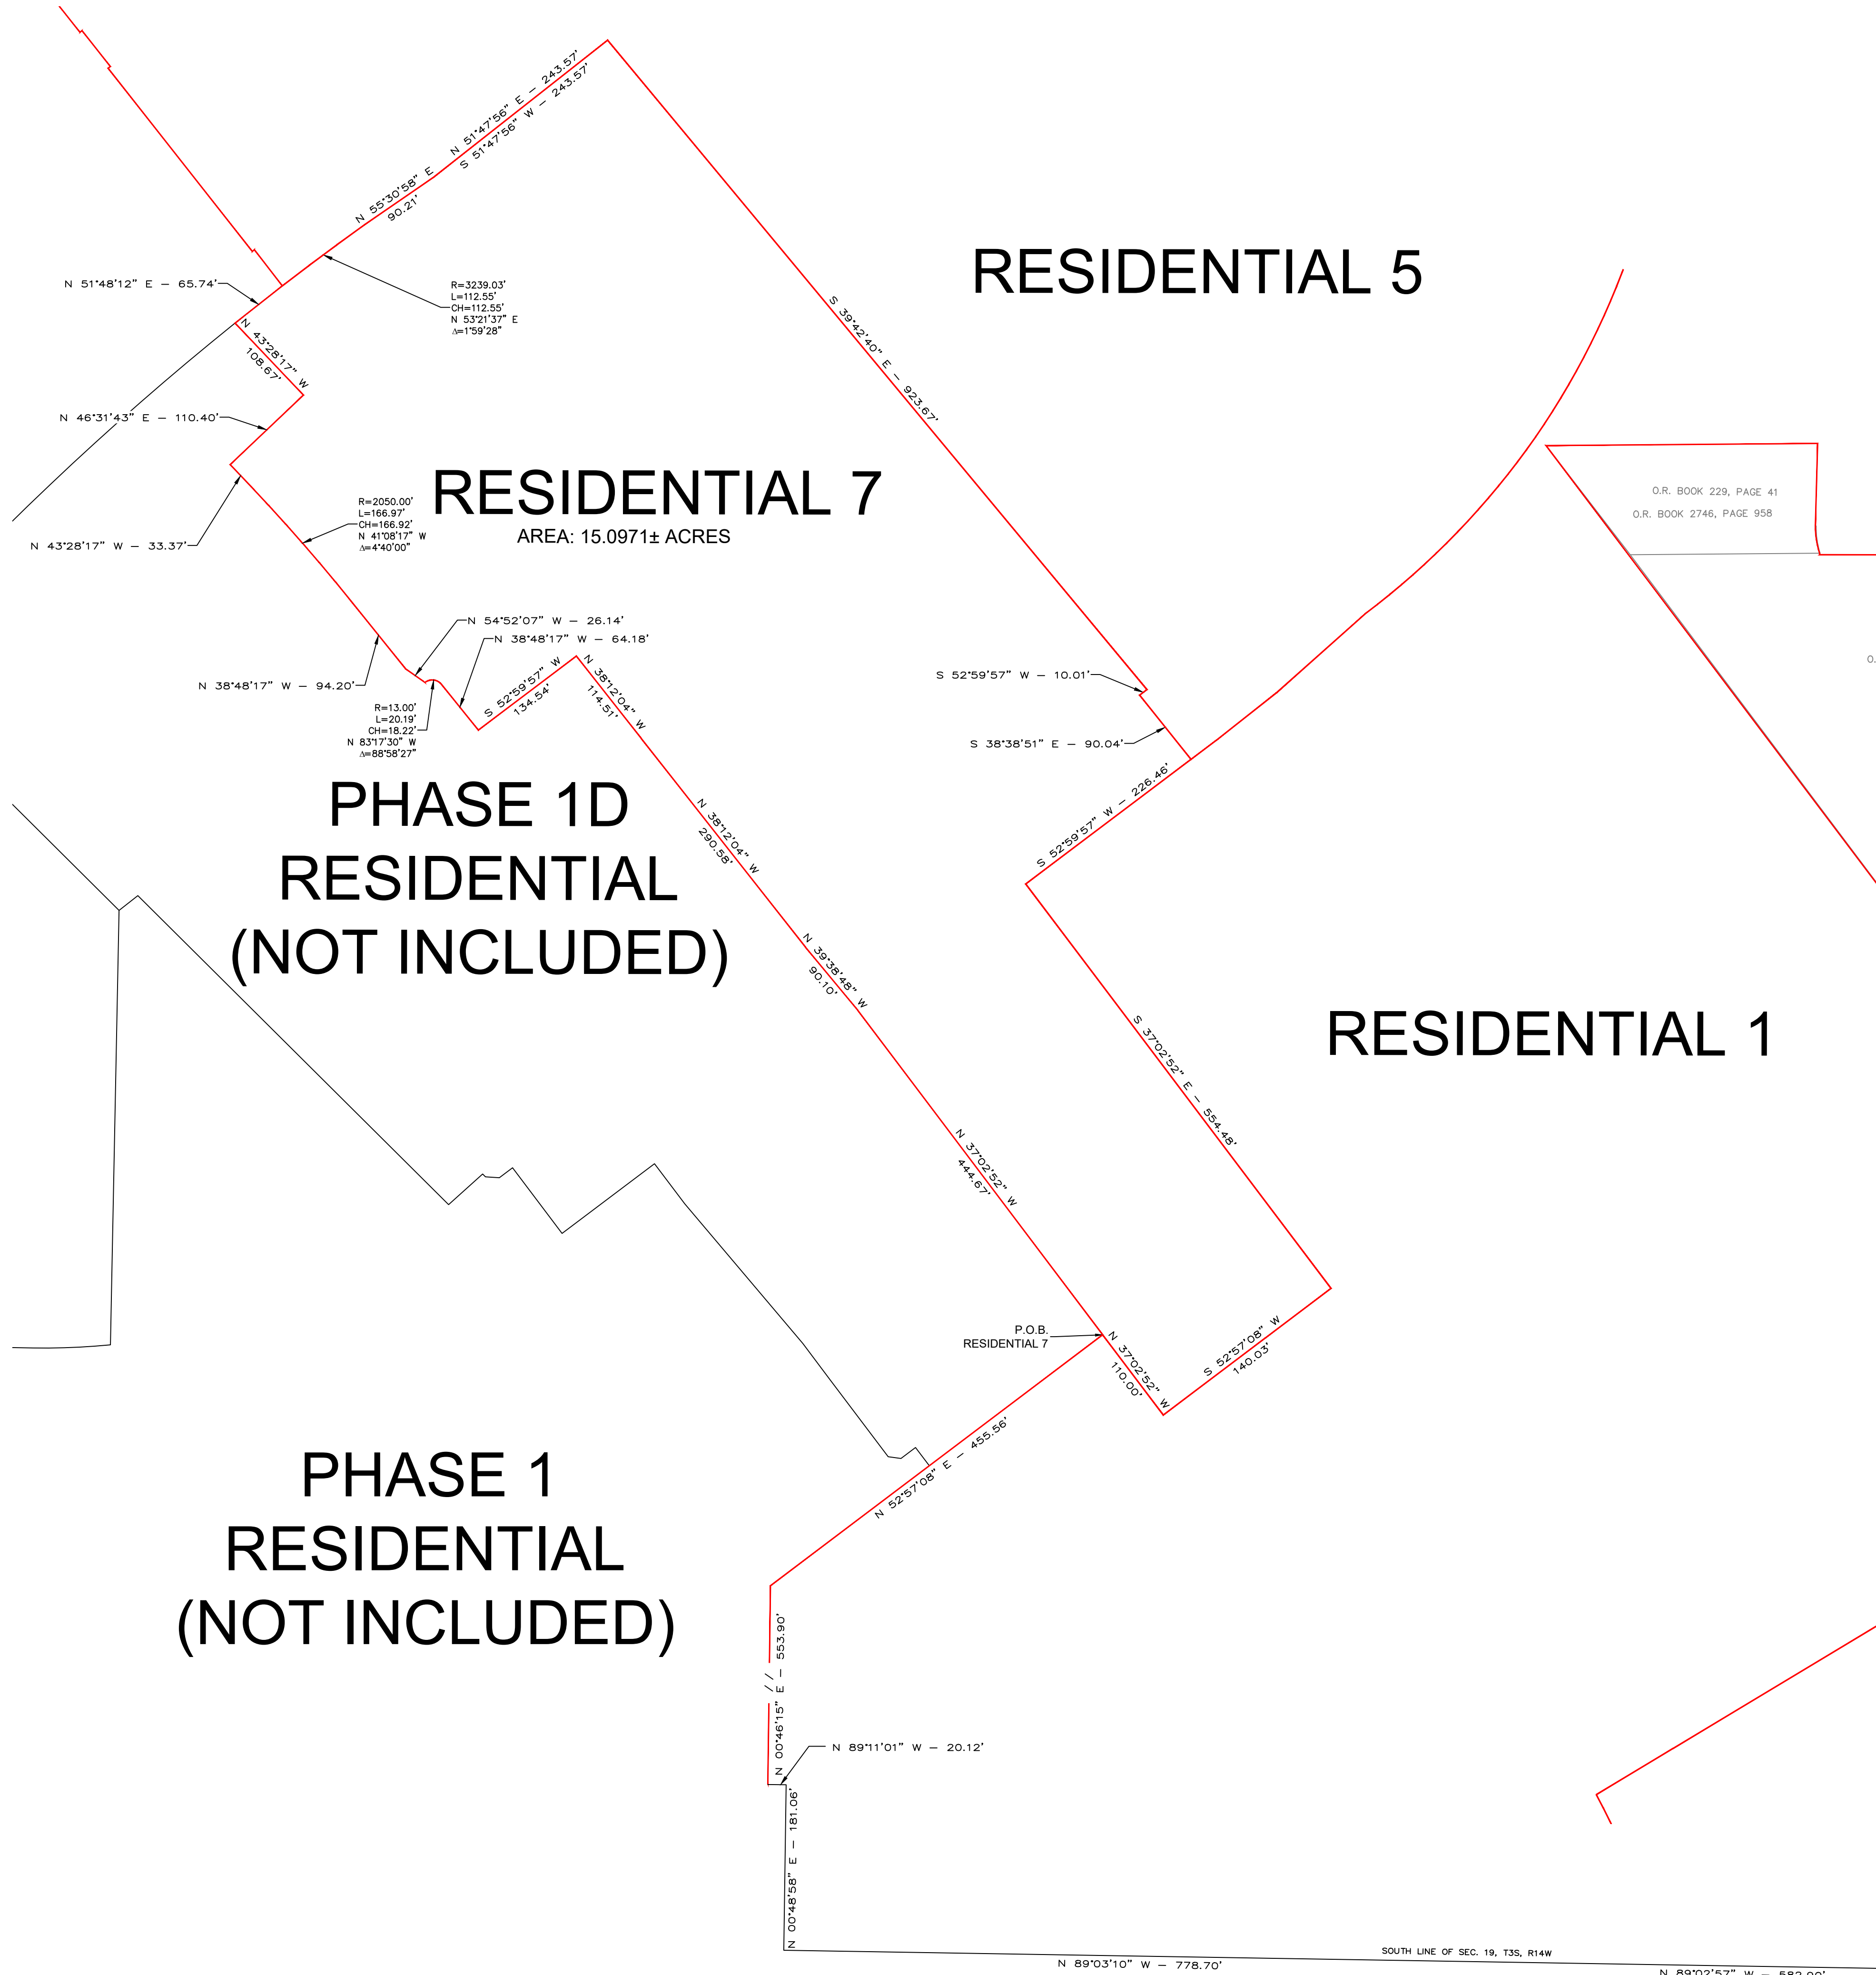 N 51°47'56" E – 243.57'
S 51°47'56" W – 243.57'
N 55°30'58" E
90.21'
N 51°48'12" E – 65.74'
R=3239.03'
L=112.55'
CH=112.55'
N 53°21'37" E
Δ=1°59'28"
RESIDENTIAL 5
S 39°42'40" E – 923.67'
N 43°28'17" W
108.67'
N 46°31'43" E – 110.40'
RESIDENTIAL 7
AREA: 15.0971± ACRES
O.R. BOOK 229, PAGE 41
O.R. BOOK 2746, PAGE 958
R=2050.00'
L=166.97'
CH=166.92'
N 41°08'17" W
Δ=4°40'00"
N 43°28'17" W – 33.37'
N 54°52'07" W – 26.14'
N 38°48'17" W – 64.18'
O.
N 38°48'17" W – 94.20'
S 52°59'57" W
134.54'
N 38°12'04" W
114.51'
S 52°59'57" W – 10.01'
R=13.00'
L=20.19'
CH=18.22'
N 83°17'30" W
Δ=88°58'27"
S 38°38'51" E – 90.04'
PHASE 1D
RESIDENTIAL
(NOT INCLUDED)
N 38°12'04" W
290.58'
S 52°59'57" W – 226.46'
N 39°38'48" W
90.10'
RESIDENTIAL 1
S 37°02'52" E – 554.48'
N 37°02'52" W
444.67'
P.O.B.
RESIDENTIAL 7
N 37°02'52" W
110.00'
S 52°57'08" W
140.03'
N 52°57'08" E – 455.56'
PHASE 1
RESIDENTIAL
(NOT INCLUDED)
N 00°46'15" E – 553.90'
N 89°11'01" W – 20.12'
N 00°48'58" E – 181.06'
SOUTH LINE OF SEC. 19, T3S, R14W
N 89°03'10" W – 778.70'
N 89°02'57" W – 582.90'